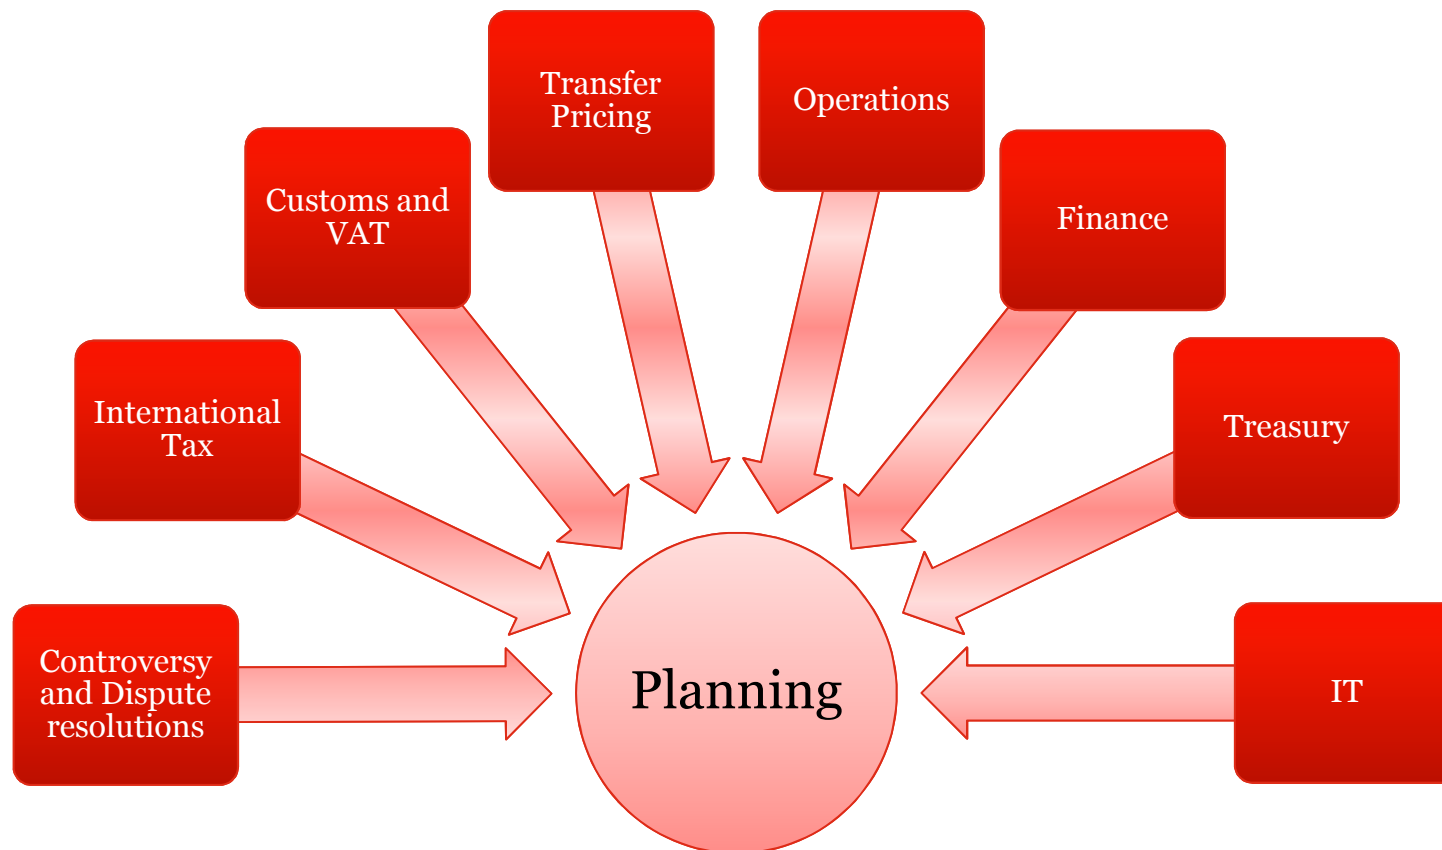 Transfer
Pricing
Operations
Customs and
VAT
Finance
International
Tax
Treasury
Controversy
and Dispute
resolutions
Planning
IT